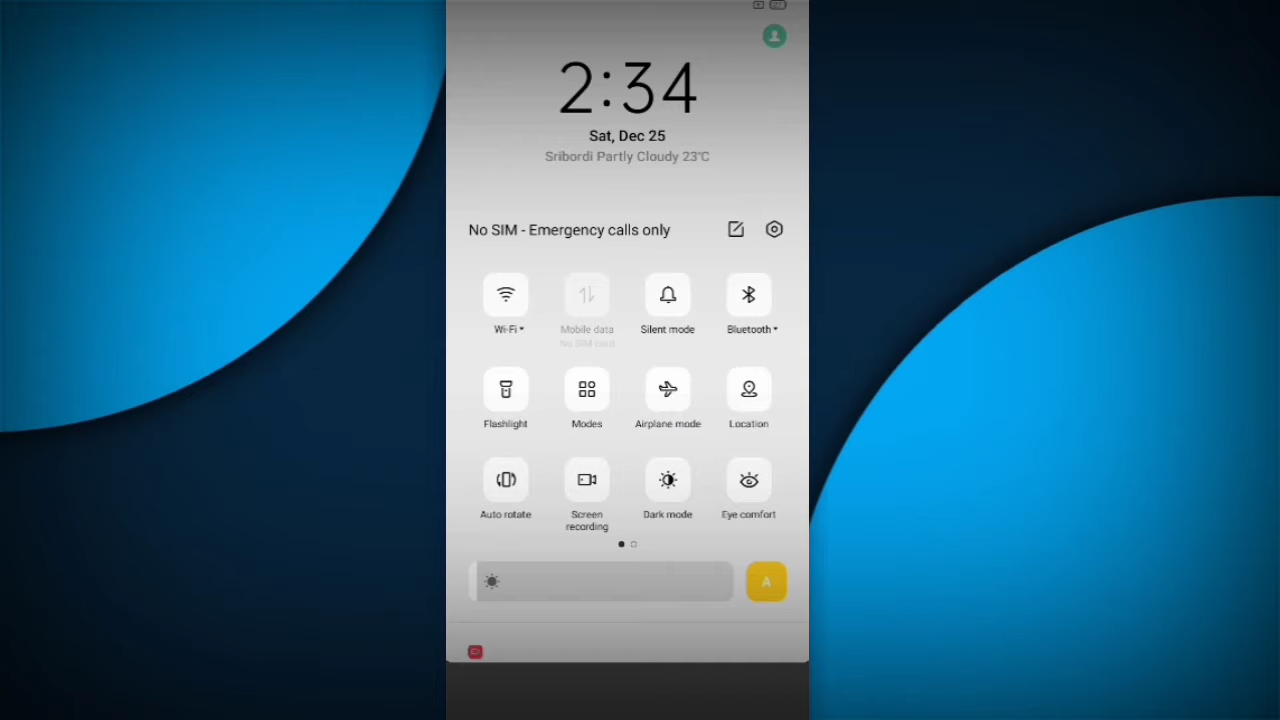 2:34
Sat, Dec 25
Sribordi Partly Cloudy 23°C
No SIM - Emergency calls only
Wi-Fi
Mobile data
No SIM card
Silent mode
Bluetooth
Flashlight
Modes
Airplane mode
Location
Auto rotate
Screen recording
Dark mode
Eye comfort
A